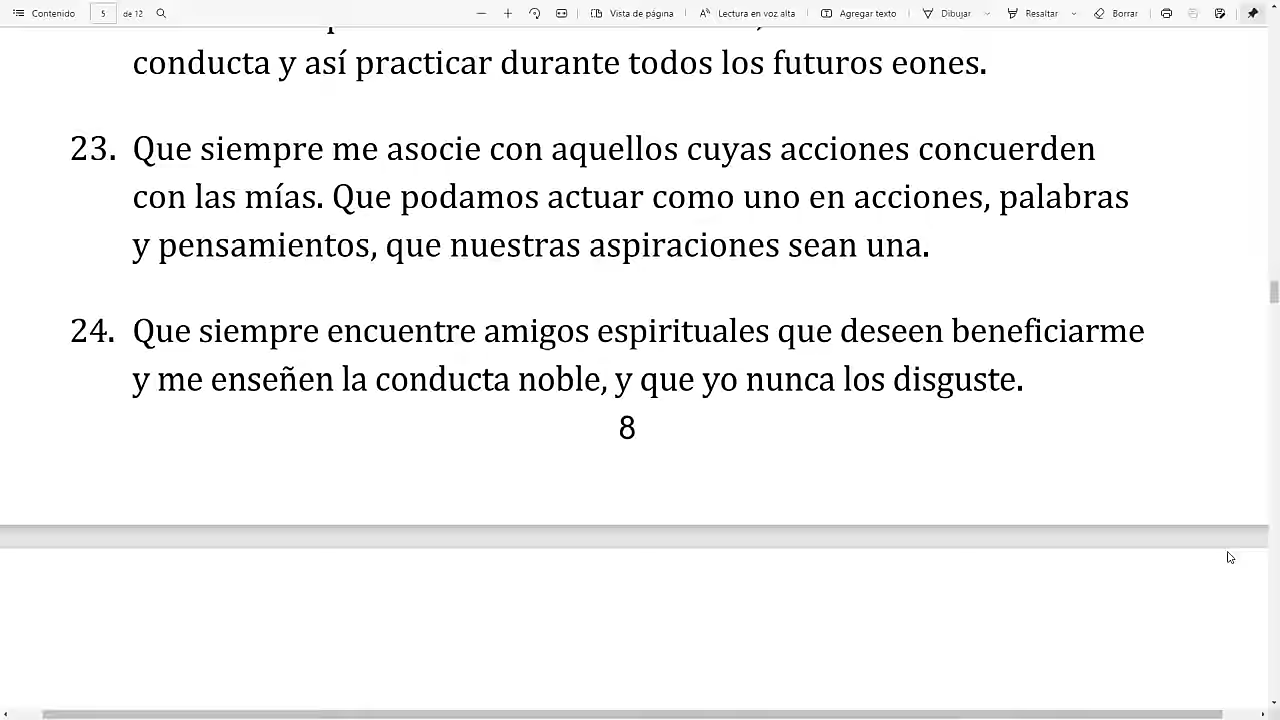 Contenido 5 de 12 Vista de página Lectura en voz alta Agregar texto Dibujar Resaltar Borrar
conducta y así practicar durante todos los futuros eones.
23. Que siempre me asocie con aquellos cuyas acciones concuerden
con las mías. Que podamos actuar como uno en acciones, palabras
y pensamientos, que nuestras aspiraciones sean una.
24. Que siempre encuentre amigos espirituales que deseen beneficiarme
y me enseñen la conducta noble, y que yo nunca los disguste.
8